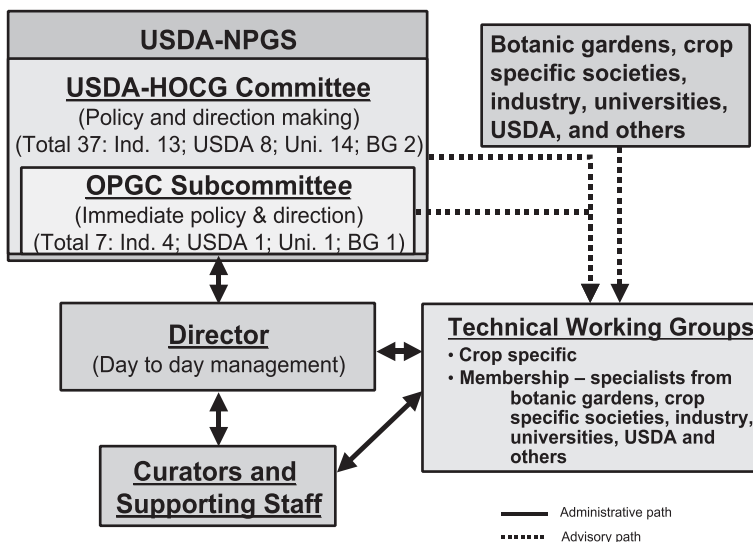 USDA-NPGS
USDA-HOCG Committee
(Policy and direction making)
(Total 37: Ind. 13; USDA 8; Uni. 14; BG 2)
OPGC Subcommittee
(Immediate policy & direction)
(Total 7: Ind. 4; USDA 1; Uni. 1; BG 1)
Botanic gardens, crop
specific societies,
industry, universities,
USDA, and others
Director
(Day to day management)
Technical Working Groups
• Crop specific
• Membership – specialists from
botanic gardens, crop
specific societies, industry,
universities, USDA and
others
Curators and
Supporting Staff
Administrative path
Advisory path